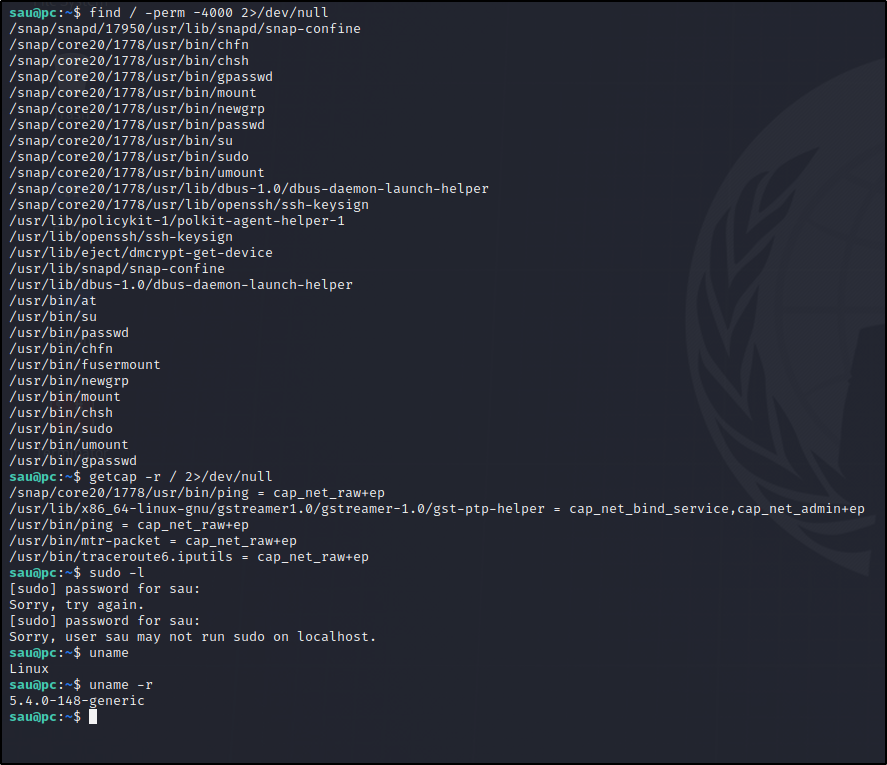 sau@pc:~$ find / -perm -4000 2>/dev/null
/snap/snapd/17950/usr/lib/snapd/snap-confine
/snap/core20/1778/usr/bin/chfn
/snap/core20/1778/usr/bin/chsh
/snap/core20/1778/usr/bin/gpasswd
/snap/core20/1778/usr/bin/mount
/snap/core20/1778/usr/bin/newgrp
/snap/core20/1778/usr/bin/passwd
/snap/core20/1778/usr/bin/su
/snap/core20/1778/usr/bin/sudo
/snap/core20/1778/usr/bin/umount
/snap/core20/1778/usr/lib/dbus-1.0/dbus-daemon-launch-helper
/snap/core20/1778/usr/lib/openssh/ssh-keysign
/usr/lib/policykit-1/polkit-agent-helper-1
/usr/lib/openssh/ssh-keysign
/usr/lib/eject/dmcrypt-get-device
/usr/lib/snapd/snap-confine
/usr/lib/dbus-1.0/dbus-daemon-launch-helper
/usr/bin/at
/usr/bin/su
/usr/bin/passwd
/usr/bin/chfn
/usr/bin/fusermount
/usr/bin/newgrp
/usr/bin/mount
/usr/bin/chsh
/usr/bin/sudo
/usr/bin/umount
/usr/bin/gpasswd
sau@pc:~$ getcap -r / 2>/dev/null
/snap/core20/1778/usr/bin/ping = cap_net_raw+ep
/usr/lib/x86_64-linux-gnu/gstreamer1.0/gstreamer-1.0/gst-ptp-helper = cap_net_bind_service,cap_net_admin+ep
/usr/bin/ping = cap_net_raw+ep
/usr/bin/mtr-packet = cap_net_raw+ep
/usr/bin/traceroute6.iputils = cap_net_raw+ep
sau@pc:~$ sudo -l
[sudo] password for sau:
Sorry, try again.
[sudo] password for sau:
Sorry, user sau may not run sudo on localhost.
sau@pc:~$ uname
Linux
sau@pc:~$ uname -r
5.4.0-148-generic
sau@pc:~$